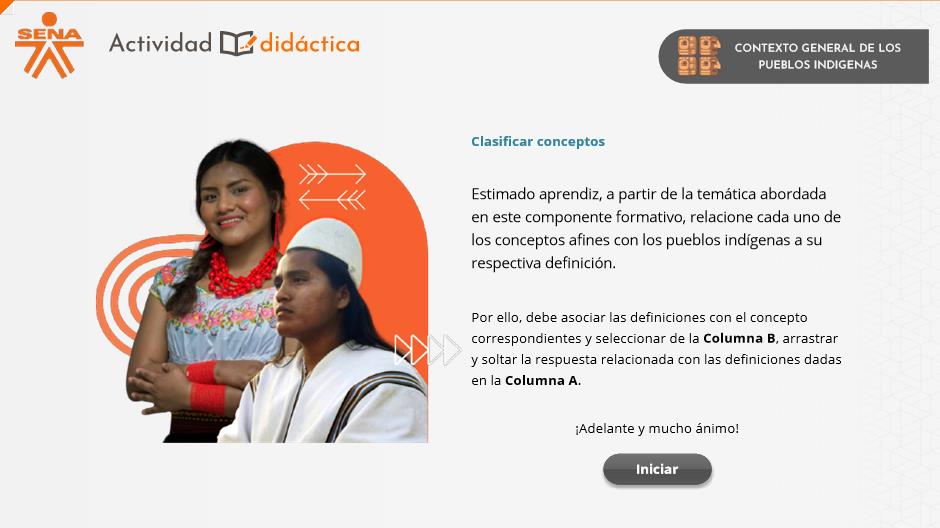 SENA
Actividad didáctica
CONTEXTO GENERAL DE LOS
PUEBLOS INDIGENAS
Clasificar conceptos
Estimado aprendiz, a partir de la temática abordada
en este componente formativo, relacione cada uno de
los conceptos afines con los pueblos indígenas a su
respectiva definición.
Por ello, debe asociar las definiciones con el concepto
correspondientes y seleccionar de la Columna B, arrastrar
y soltar la respuesta relacionada con las definiciones dadas
en la Columna A.
¡Adelante y mucho ánimo!
Iniciar